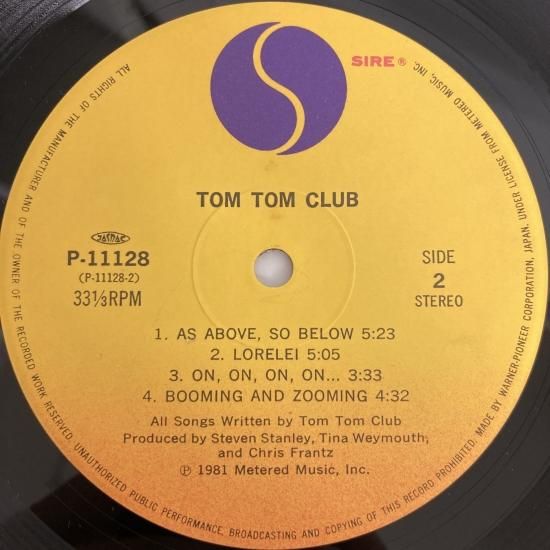 SIRE®
TOM TOM CLUB
JASRAC
P-11128
(P-11128-2)
33⅓RPM
SIDE
2
STEREO
1. AS ABOVE, SO BELOW 5:23
2. LORELEI 5:05
3. ON, ON, ON, ON... 3:33
4. BOOMING AND ZOOMING 4:32
All Songs Written by Tom Tom Club
Produced by Steven Stanley, Tina Weymouth,
and Chris Frantz
℗ 1981 Metered Music, Inc.
ALL RIGHTS OF THE MANUFACTURER AND OF THE OWNER OF THE RECORDED WORK RESERVED. UNAUTHORIZED PUBLIC PERFORMANCE, BROADCASTING AND COPYING OF THIS RECORD PROHIBITED. MADE BY WARNER-PIONEER CORPORATION, JAPAN. UNDER LICENSE FROM METERED MUSIC, INC.